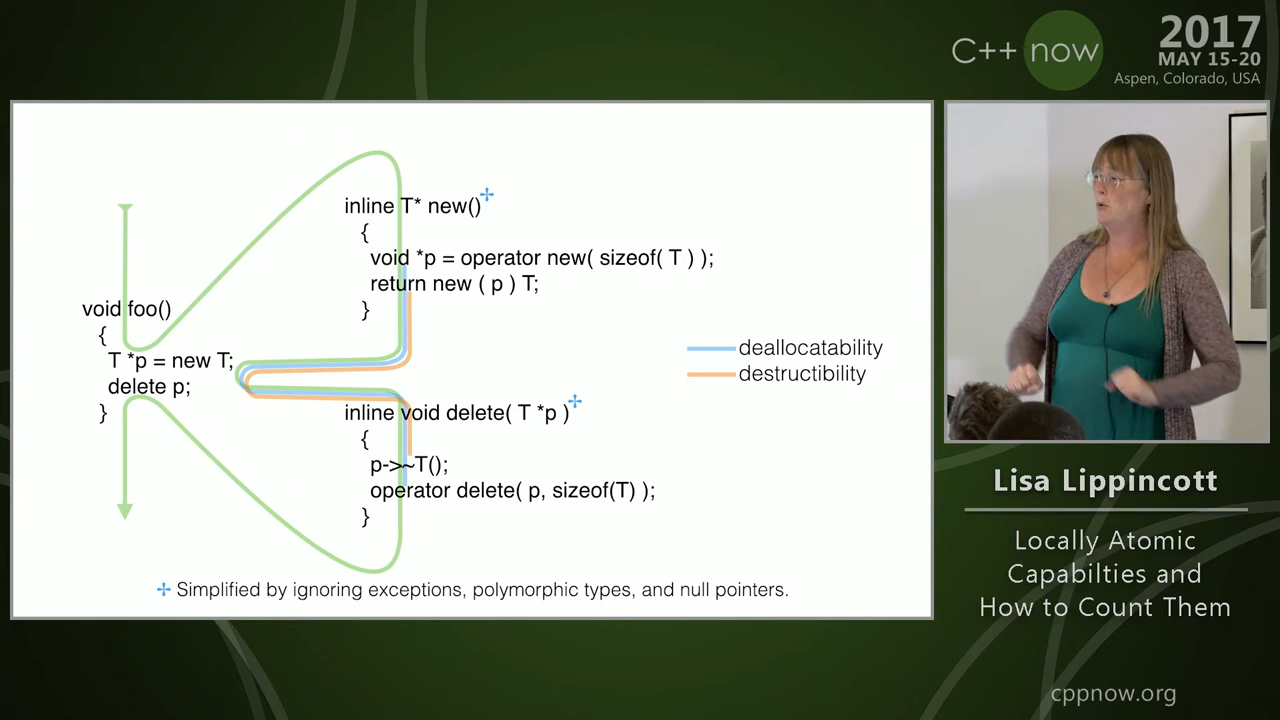 C++ now
2017
MAY 15-20
Aspen, Colorado, USA
void foo()
{
T *p = new T;
delete p;
}
inline T* new()✢
{
void *p = operator new( sizeof( T ) );
return new ( p ) T;
}
inline void delete( T *p )✢
{
p->~T();
operator delete( p, sizeof(T) );
}
deallocatability
destructibility
✢ Simplified by ignoring exceptions, polymorphic types, and null pointers.
Lisa Lippincott
Locally Atomic
Capabilties and
How to Count Them
cppnow.org